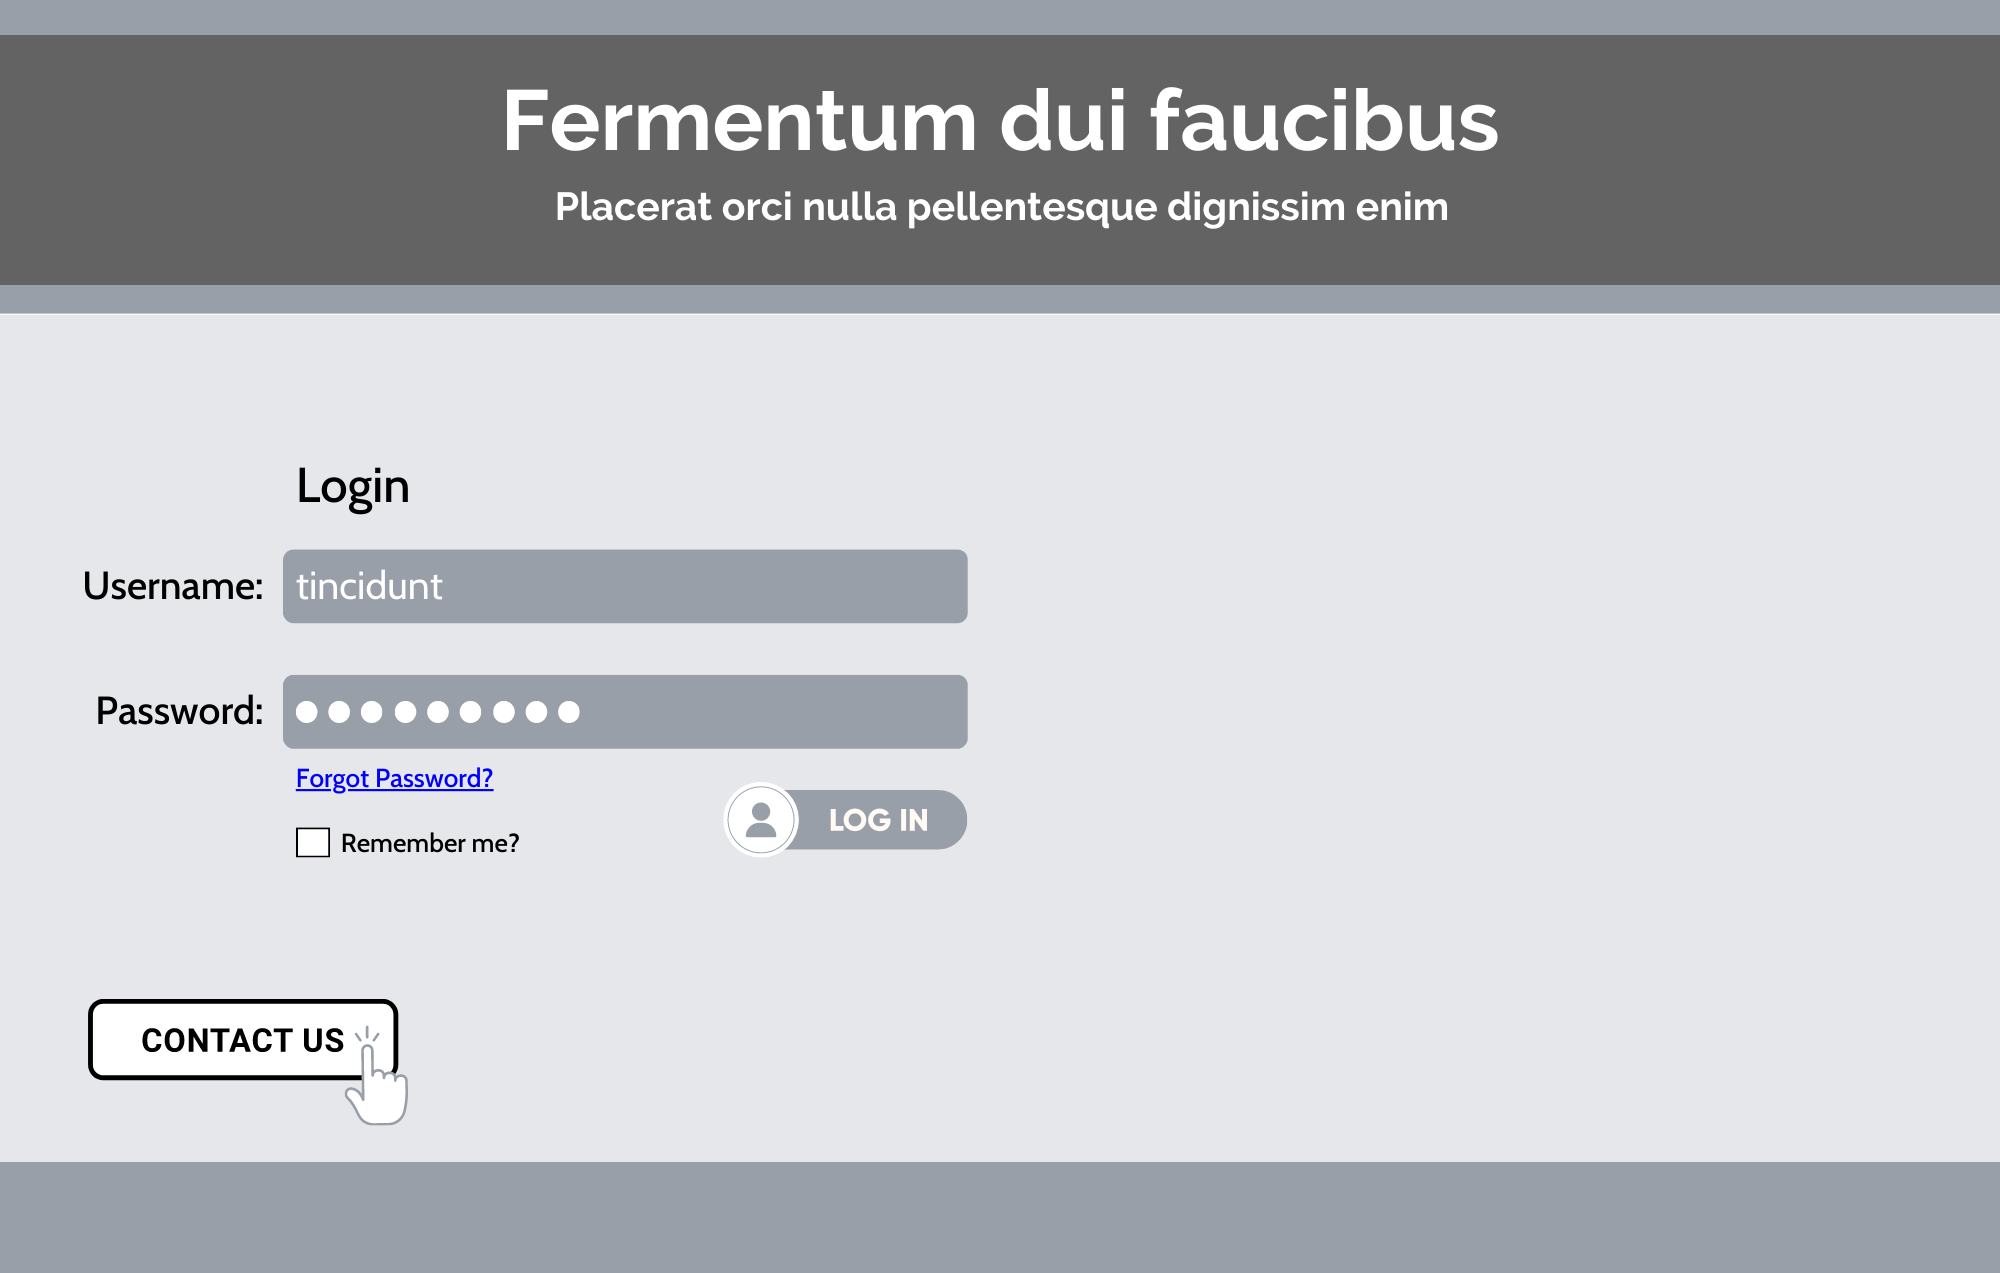 Fermentum dui faucibus
Placerat orci nulla pellentesque dignissim enim
Login
Username: tincidunt
Password:
Forgot Password?
Remember me?
LOG IN
CONTACT US